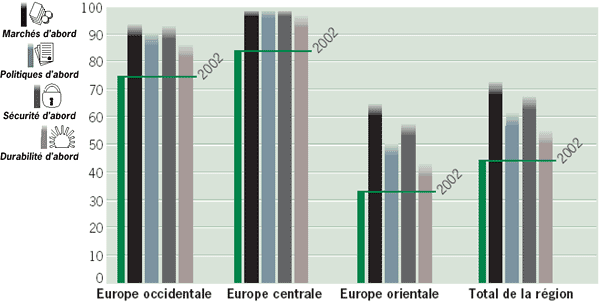 Marchés d'abord
Politiques d'abord
Sécurité d'abord
Durabilité d'abord
100
90
80
70
60
50
40
30
20
10
0
2002
2002
2002
2002
Europe occidentale
Europe centrale
Europe orientale
Total de la région